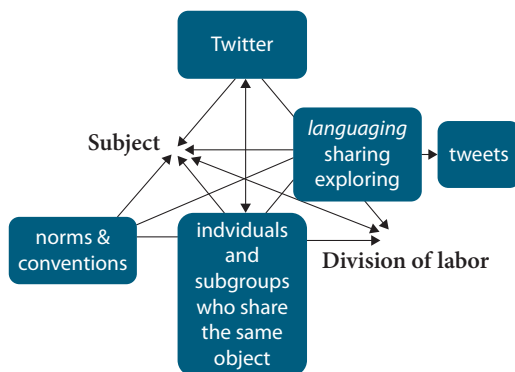 Twitter
Subject
languaging
sharing
exploring
tweets
norms &
conventions
indviduals
and
subgroups
who share
the same
object
Division of labor